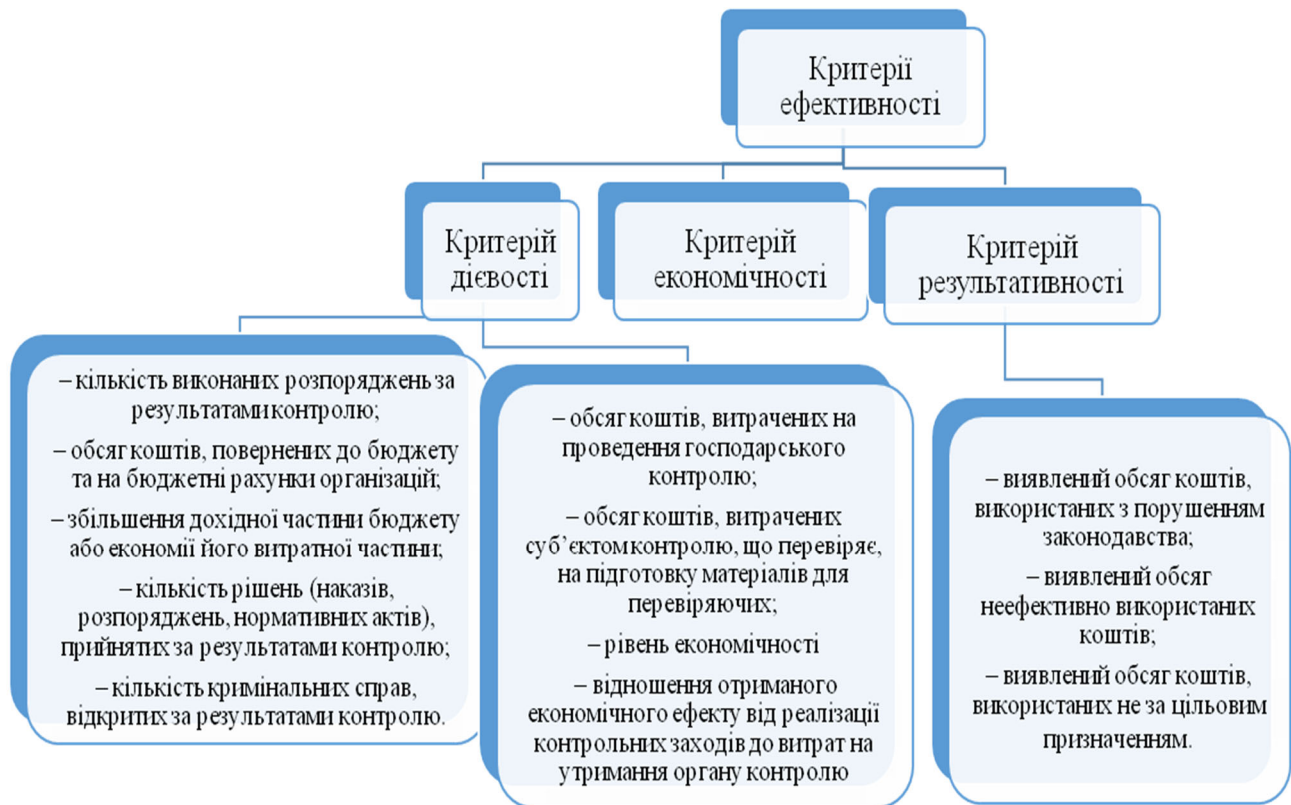 Критерії
ефективності
Критерій
дієвості
Критерій
економічності
Критерій
результативності
– кількість виконаних розпоряджень за
результатами контролю;
– обсяг коштів, повернених до бюджету
та на бюджетні рахунки організацій;
– збільшення дохідної частини бюджету
або економії його витратної частини;
– кількість рішень (наказів,
розпоряджень, нормативних актів),
прийнятих за результатами контролю;
– кількість кримінальних справ,
відкритих за результатами контролю.
– обсяг коштів, витрачених на
проведення господарського
контролю;
– обсяг коштів, витрачених
суб’єктом контролю, що перевіряє,
на підготовку матеріалів для
перевіряючих;
– рівень економічності
– відношення отриманого
економічного ефекту від реалізації
контрольних заходів до витрат на
утримання органу контролю
– виявлений обсяг коштів,
використаних з порушенням
законодавства;
– виявлений обсяг
неефективно використаних
коштів;
– виявлений обсяг коштів,
використаних не за цільовим
призначенням.